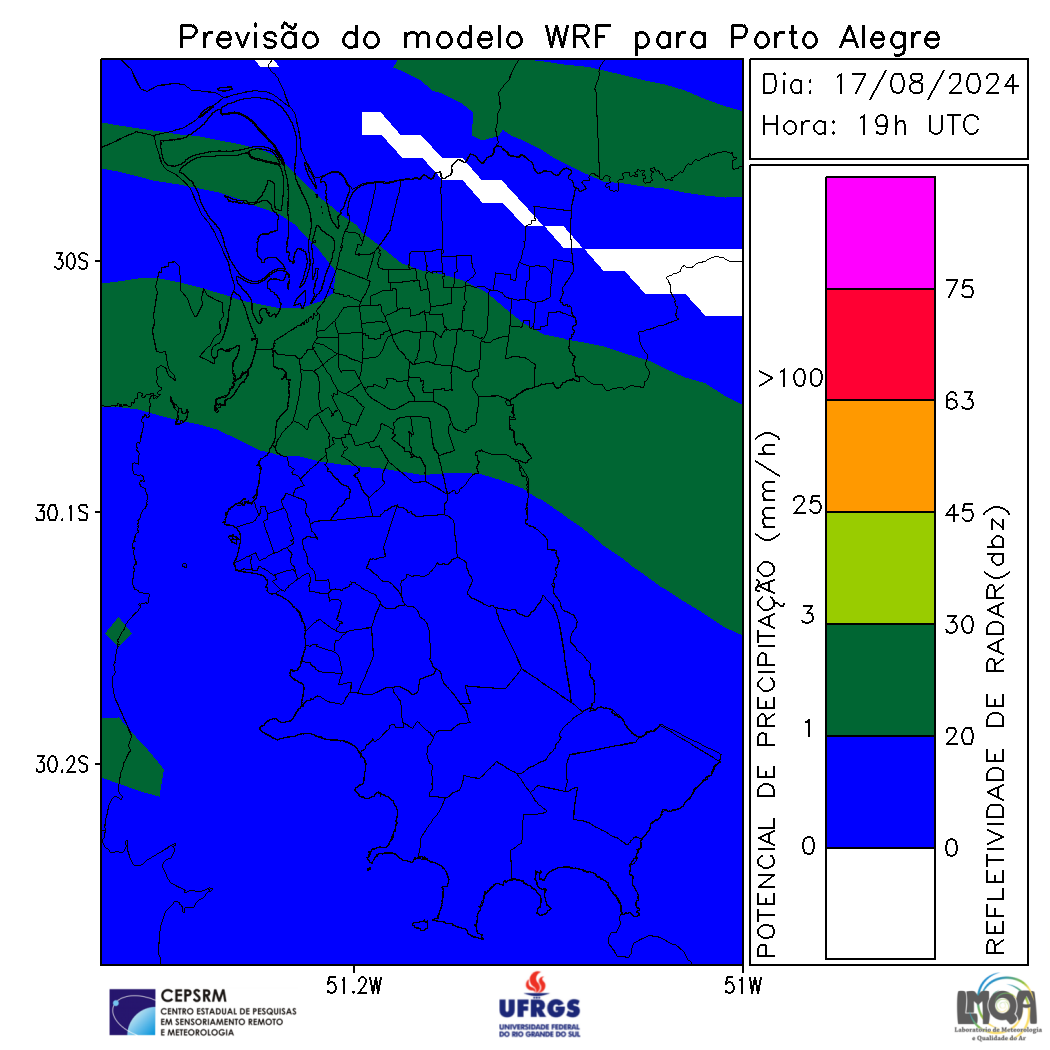 Previsão do modelo WRF para Porto Alegre
Dia: 17/08/2024
Hora: 19h UTC
30S
30.1S
30.2S
51.2W
51W
POTENCIAL DE PRECIPITAÇÃO (mm/h)
>100
25
3
1
0
75
63
45
30
20
0
REFLETIVIDADE DE RADAR(dbz)
CEPSRM
CENTRO ESTADUAL DE PESQUISAS
EM SENSORIAMENTO REMOTO
E METEOROLOGIA
UFRGS
UNIVERSIDADE FEDERAL
DO RIO GRANDE DO SUL
LMQA
Laboratório de Meteorologia
e Qualidade do Ar